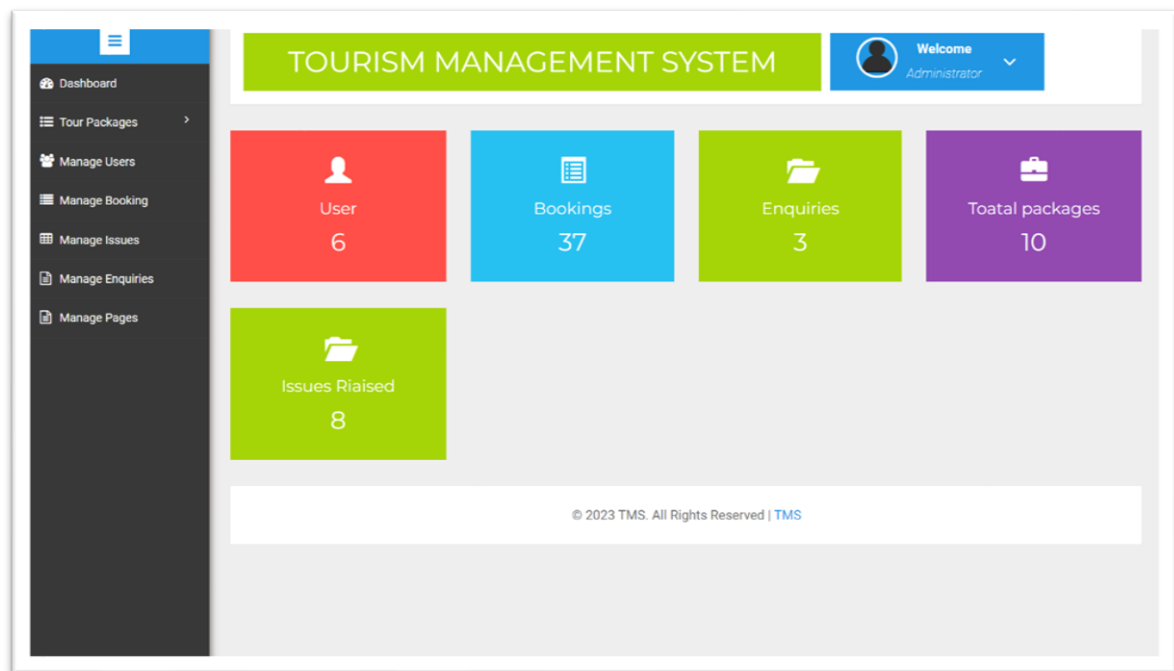 TOURISM MANAGEMENT SYSTEM
Welcome
Administrator
Dashboard
Tour Packages
Manage Users
Manage Booking
Manage Issues
Manage Enquiries
Manage Pages
User
6
Bookings
37
Enquiries
3
Toatal packages
10
Issues Riaised
8
© 2023 TMS. All Rights Reserved | TMS